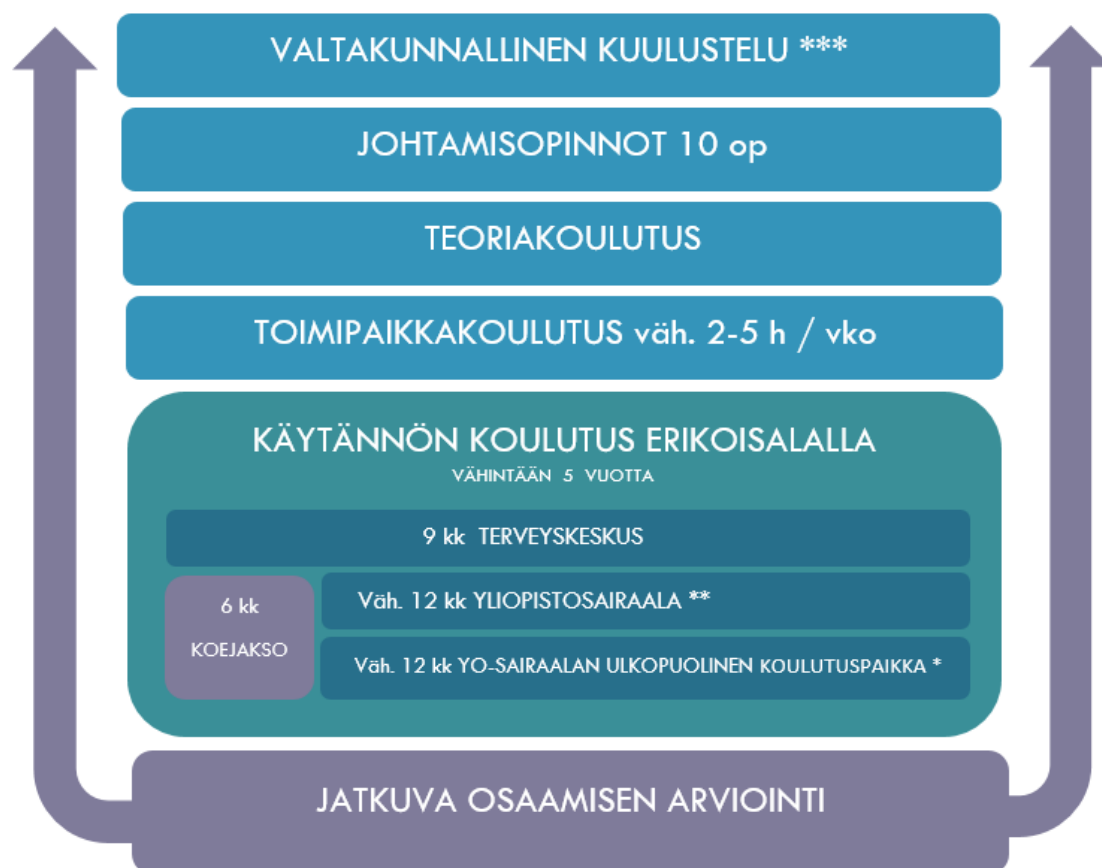 VALTAKUNNALLINEN KUULUSTELU ***
JOHTAMISOPINNOT 10 op
TEORIAKOULUTUS
TOIMIPAIKKAKOULUTUS väh. 2-5 h / vko
KÄYTÄNNÖN KOULUTUS ERIKOISALALLA
VÄHINTÄÄN 5 VUOTTA
9 kk TERVEYSKESKUS
6 kk
KOEJAKSO
Väh. 12 kk YLIOPISTOSAIRAALA **
Väh. 12 kk YO-SAIRAALAN ULKOPUOLINEN KOULUTUSPAIKKA *
JATKUVA OSAAMISEN ARVIOINTI